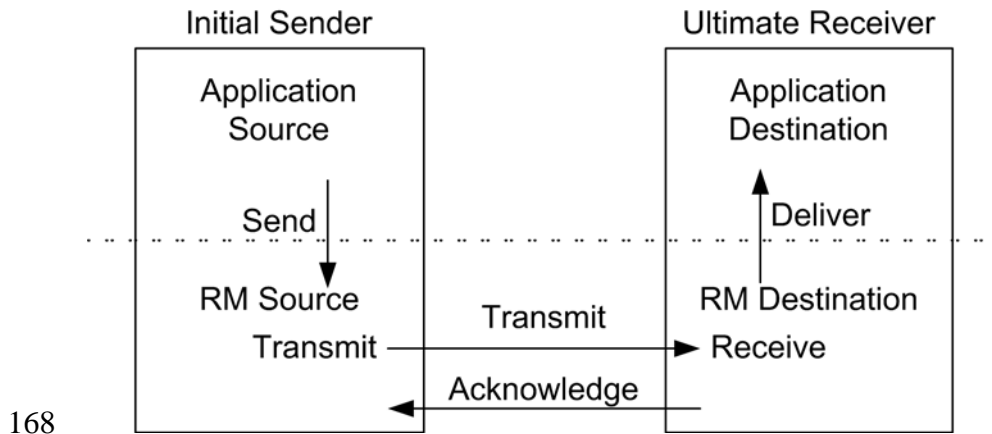 Initial Sender
Ultimate Receiver
Application
Source
Application
Destination
Send
Deliver
RM Source
RM Destination
Transmit
Transmit
Receive
Acknowledge
168